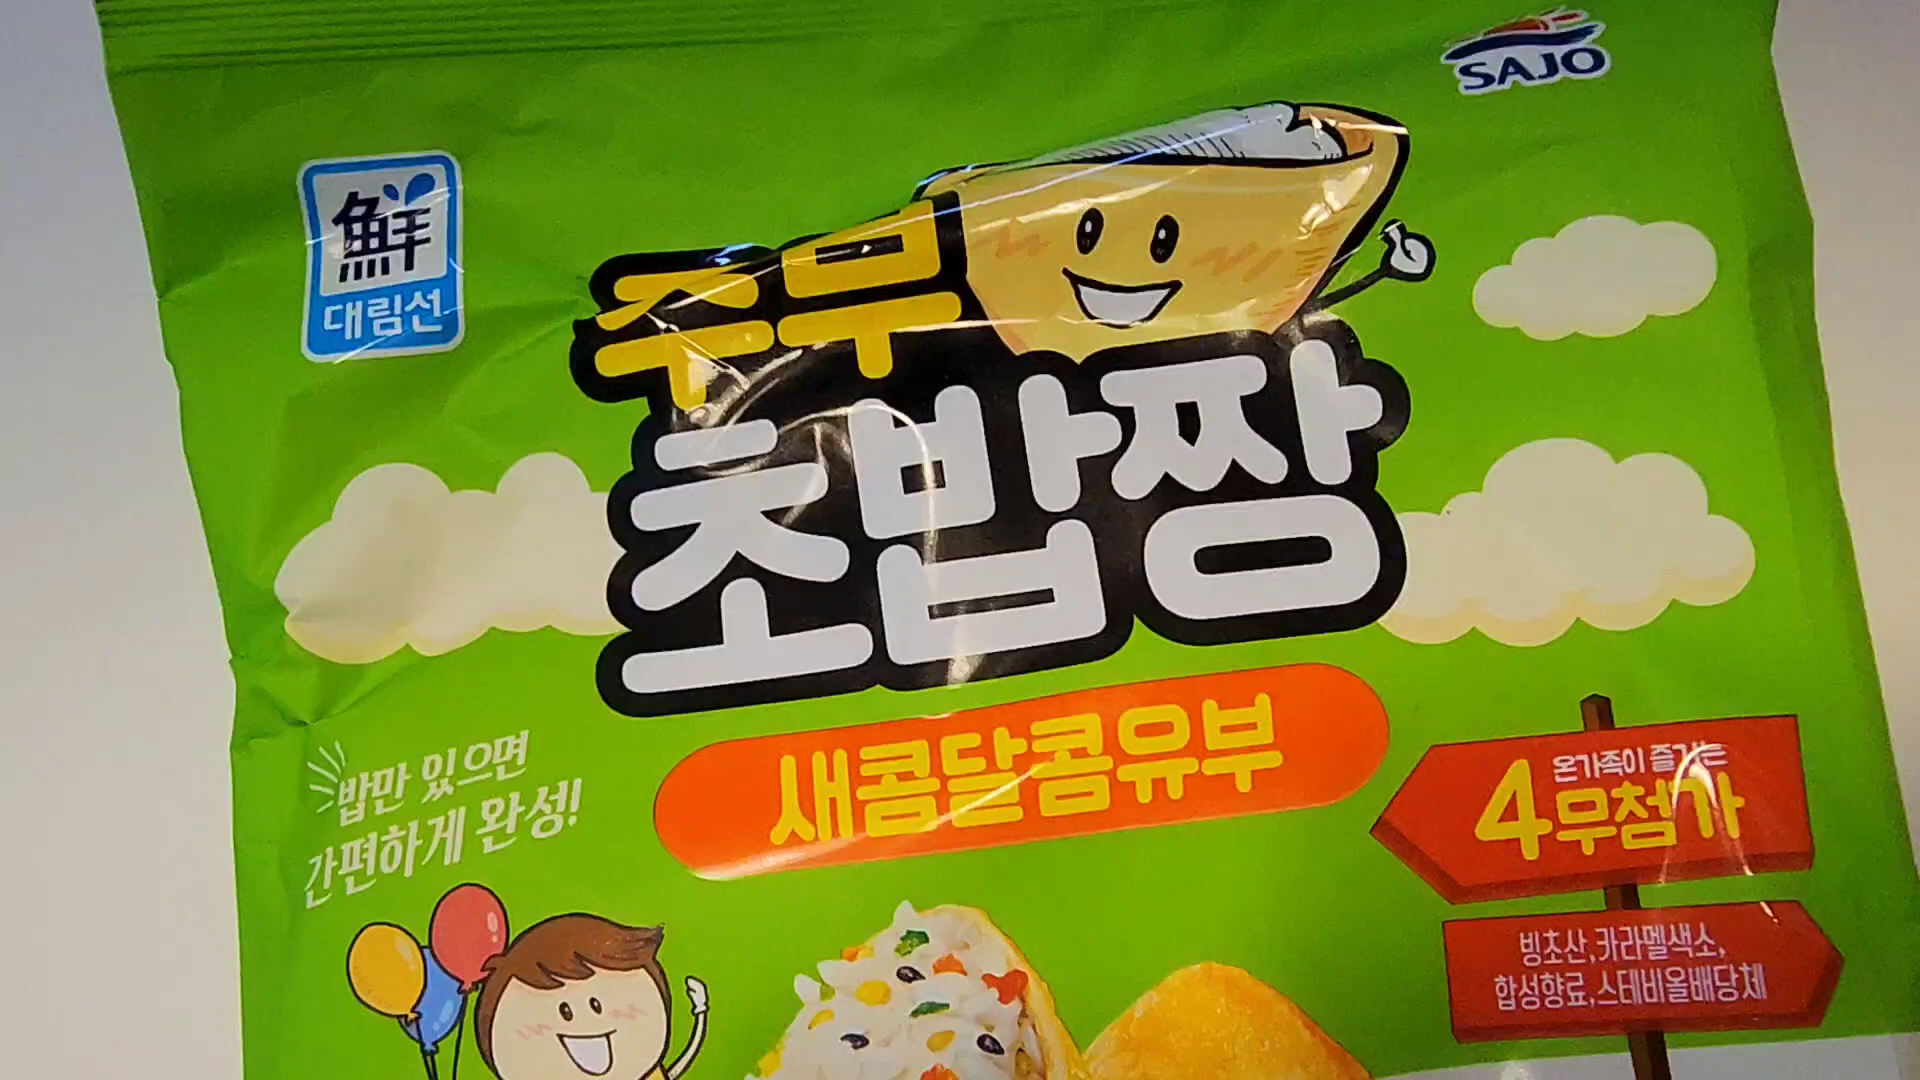 SAJO
鮮
대림선
주부
초밥짱
새콤달콤유부
밥만 있으면
간편하게 완성!
온가족이 즐기는
4무첨가
빙초산,카라멜색소,
합성향료,스테비올배당체